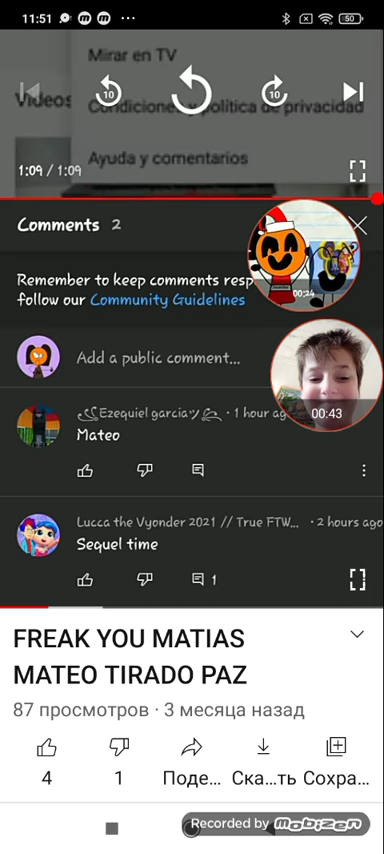 11:51
50
Mirar en TV
Videos
Condiciones y política de privacidad
10
10
Ayuda y comentarios
1:09 / 1:09
Comments 2
Remember to keep comments resp
follow our Community Guidelines
00:24
Add a public comment...
00:43
Ezequiel garcia · 1 hour ag
Mateo
Lucca the Vyonder 2021 // True FTW... · 2 hours ago
Sequel time
1
FREAK YOU MATIAS
MATEO TIRADO PAZ
87 просмотров · 3 месяца назад
4
1
Поде...
Ска...ть
Сохра...
Recorded by mobizen